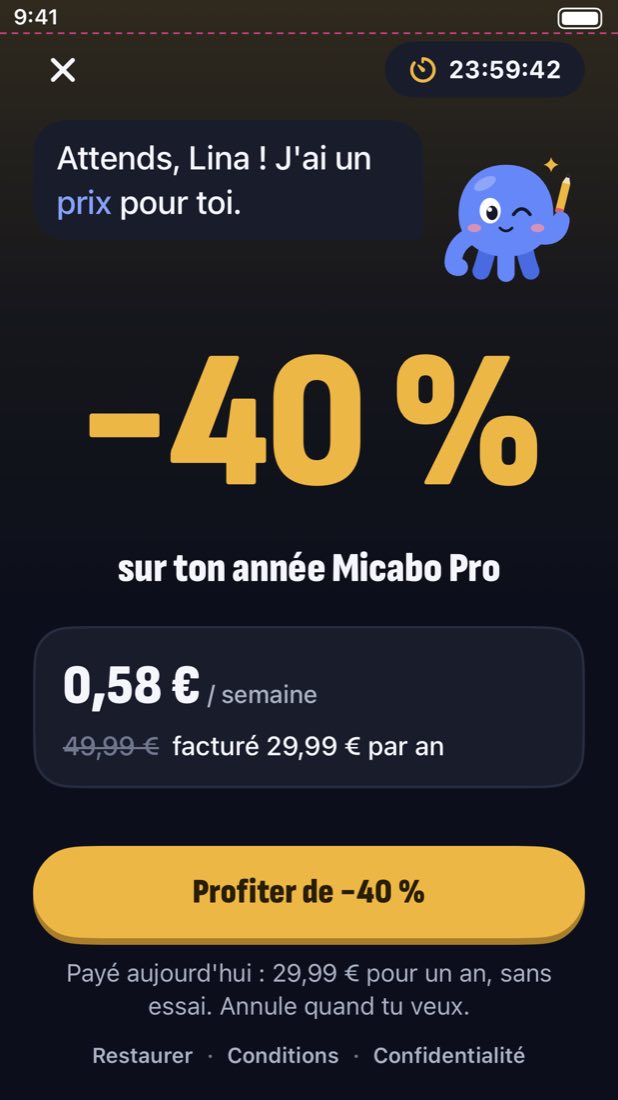 9:41
23:59:42
Attends, Lina ! J'ai un
prix pour toi.
−40 %
sur ton année Micabo Pro
0,58 € / semaine
49,99 € facturé 29,99 € par an
Profiter de −40 %
Payé aujourd'hui : 29,99 € pour un an, sans
essai. Annule quand tu veux.
Restaurer · Conditions · Confidentialité